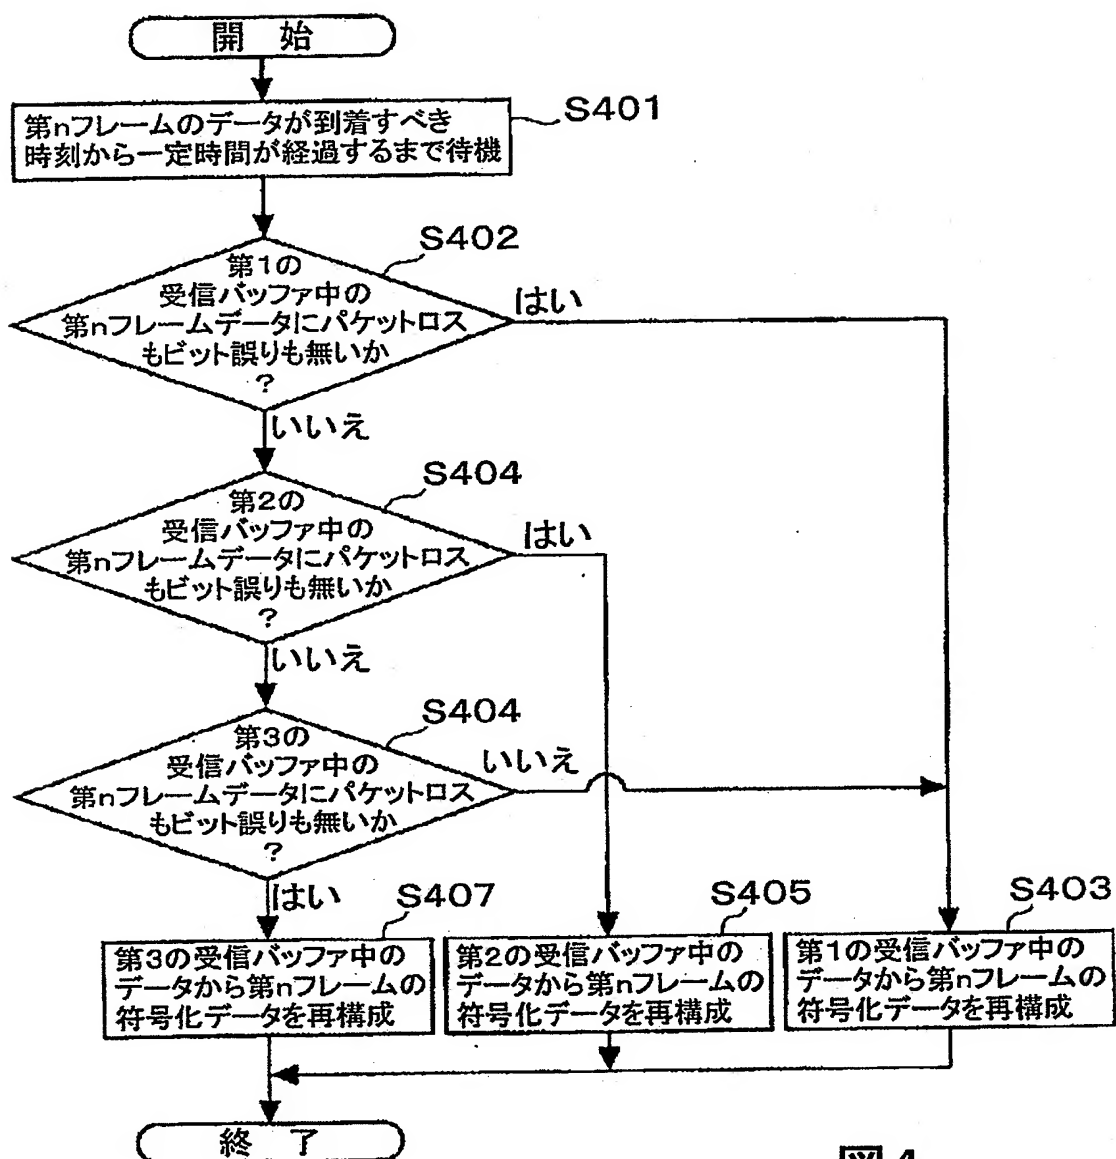 開 始
第nフレームのデータが到着すべき
時刻から一定時間が経過するまで待機
S401
S402
第1の
受信バッファ中の
第nフレームデータにパケットロス
もビット誤りも無いか
?
はい
いいえ
S404
第2の
受信バッファ中の
第nフレームデータにパケットロス
もビット誤りも無いか
?
はい
いいえ
S404
第3の
受信バッファ中の
第nフレームデータにパケットロス
もビット誤りも無いか
?
いいえ
はい
S407
第3の受信バッファ中の
データから第nフレームの
符号化データを再構成
S405
第2の受信バッファ中の
データから第nフレームの
符号化データを再構成
S403
第1の受信バッファ中の
データから第nフレームの
符号化データを再構成
終 了
図4